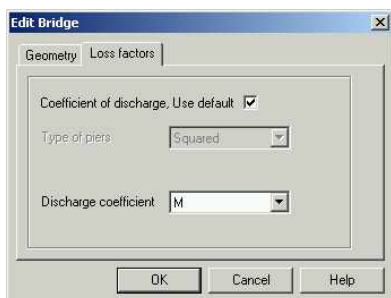 Edit Bridge
Geometry Loss factors
Coefficient of discharge, Use default
Type of piers Squared
Discharge coefficient M
OK Cancel Help